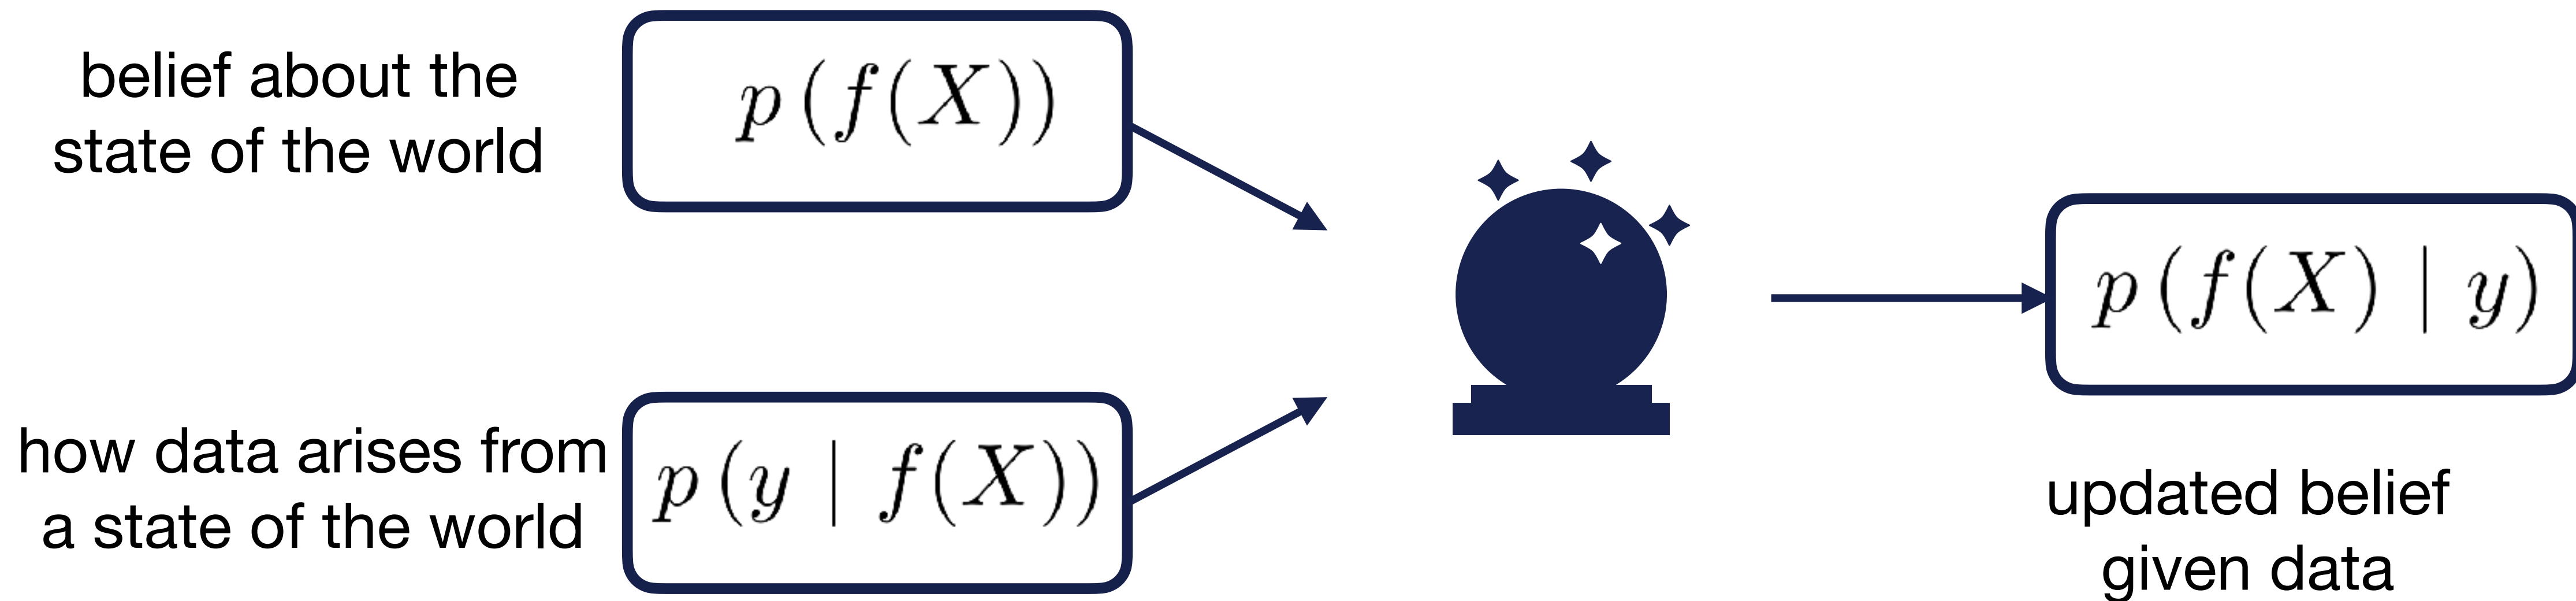 belief about the
state of the world
p (f(X))
how data arises from
a state of the world
p (y | f(X))
p (f(X) | y)
updated belief
given data